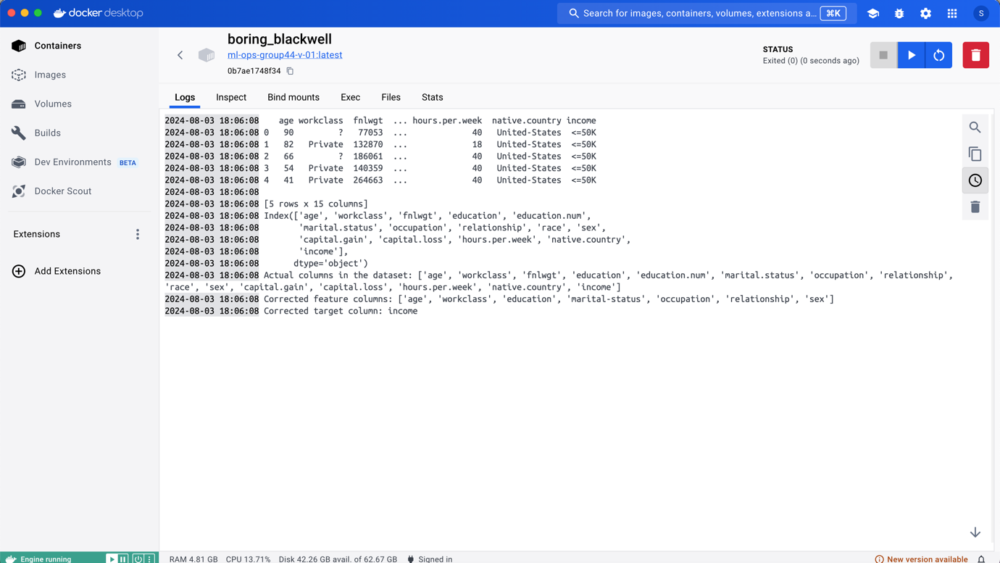 docker desktop
Search for images, containers, volumes, extensions a... ⌘K
S
Containers
Images
Volumes
Builds
Dev Environments BETA
Docker Scout
Extensions
Add Extensions
boring_blackwell
ml-ops-group44-v-01:latest
0b7ae1748f34
STATUS
Exited (0) (0 seconds ago)
Logs Inspect Bind mounts Exec Files Stats
2024-08-03 18:06:08    age workclass  fnlwgt  ... hours.per.week  native.country income
2024-08-03 18:06:08 0   90         ?   77053  ...             40   United-States  <=50K
2024-08-03 18:06:08 1   82   Private  132870  ...             18   United-States  <=50K
2024-08-03 18:06:08 2   66         ?  186061  ...             40   United-States  <=50K
2024-08-03 18:06:08 3   54   Private  140359  ...             40   United-States  <=50K
2024-08-03 18:06:08 4   41   Private  264663  ...             40   United-States  <=50K
2024-08-03 18:06:08
2024-08-03 18:06:08 [5 rows x 15 columns]
2024-08-03 18:06:08 Index(['age', 'workclass', 'fnlwgt', 'education', 'education.num',
2024-08-03 18:06:08        'marital.status', 'occupation', 'relationship', 'race', 'sex',
2024-08-03 18:06:08        'capital.gain', 'capital.loss', 'hours.per.week', 'native.country',
2024-08-03 18:06:08        'income'],
2024-08-03 18:06:08       dtype='object')
2024-08-03 18:06:08 Actual columns in the dataset: ['age', 'workclass', 'fnlwgt', 'education', 'education.num', 'marital.status', 'occupation', 'relationship',
'race', 'sex', 'capital.gain', 'capital.loss', 'hours.per.week', 'native.country', 'income']
2024-08-03 18:06:08 Corrected feature columns: ['age', 'workclass', 'education', 'marital-status', 'occupation', 'relationship', 'sex']
2024-08-03 18:06:08 Corrected target column: income
Engine running
RAM 4.81 GB CPU 13.71% Disk 42.26 GB avail. of 62.67 GB Signed in
New version available